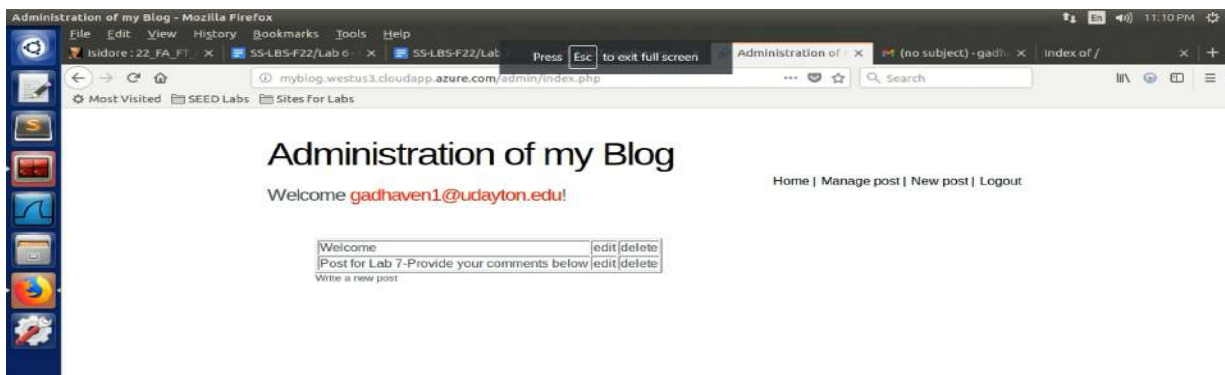 Administration of my Blog - Mozilla Firefox
En 11:10 PM
File Edit View History Bookmarks Tools Help
Isidore : 22_FA_FT_ SS-LBS-F22/Lab 6- SS-LBS-F22/Lab Press Esc to exit full screen Administration of (no subject) - gadh Index of /
myblog.westus3.cloudapp.azure.com/admin/index.php Search
Most Visited SEED Labs Sites for Labs
Administration of my Blog
Home | Manage post | New post | Logout
Welcome gadhaven1@udayton.edu!
Welcome edit delete
Post for Lab 7-Provide your comments below edit delete
Write a new post